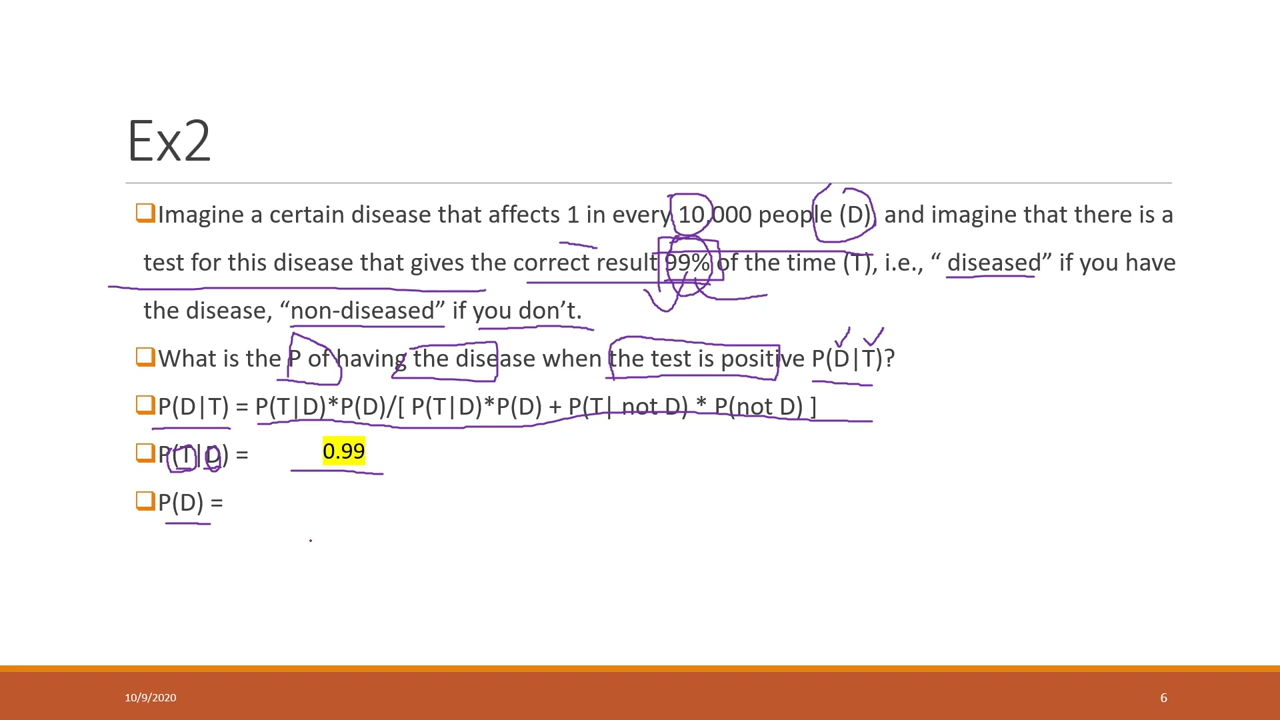 Ex2
Imagine a certain disease that affects 1 in every 10,000 people (D), and imagine that there is a
test for this disease that gives the correct result 99% of the time (T), i.e., “ diseased” if you have
the disease, “non-diseased” if you don’t.
What is the P of having the disease when the test is positive P(D|T)?
P(D|T) = P(T|D)*P(D)/[ P(T|D)*P(D) + P(T| not D) * P(not D) ]
P(T|D) = 0.99
P(D) =
10/9/2020 6